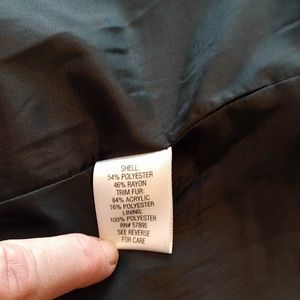 SHELL:
54% POLYESTER
46% RAYON
TRIM FUR:
84% ACRYLIC
16% POLYESTER
LINING:
100% POLYESTER
RN# 57895
SEE REVERSE
FOR CARE